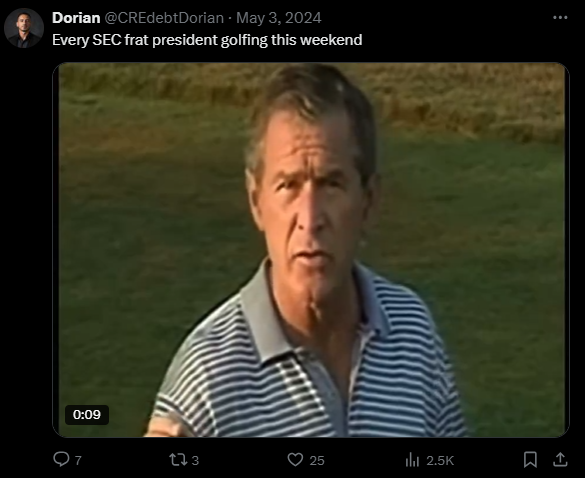 Dorian @CREdebtDorian · May 3, 2024
Every SEC frat president golfing this weekend
0:09
7 3 25 2.5K